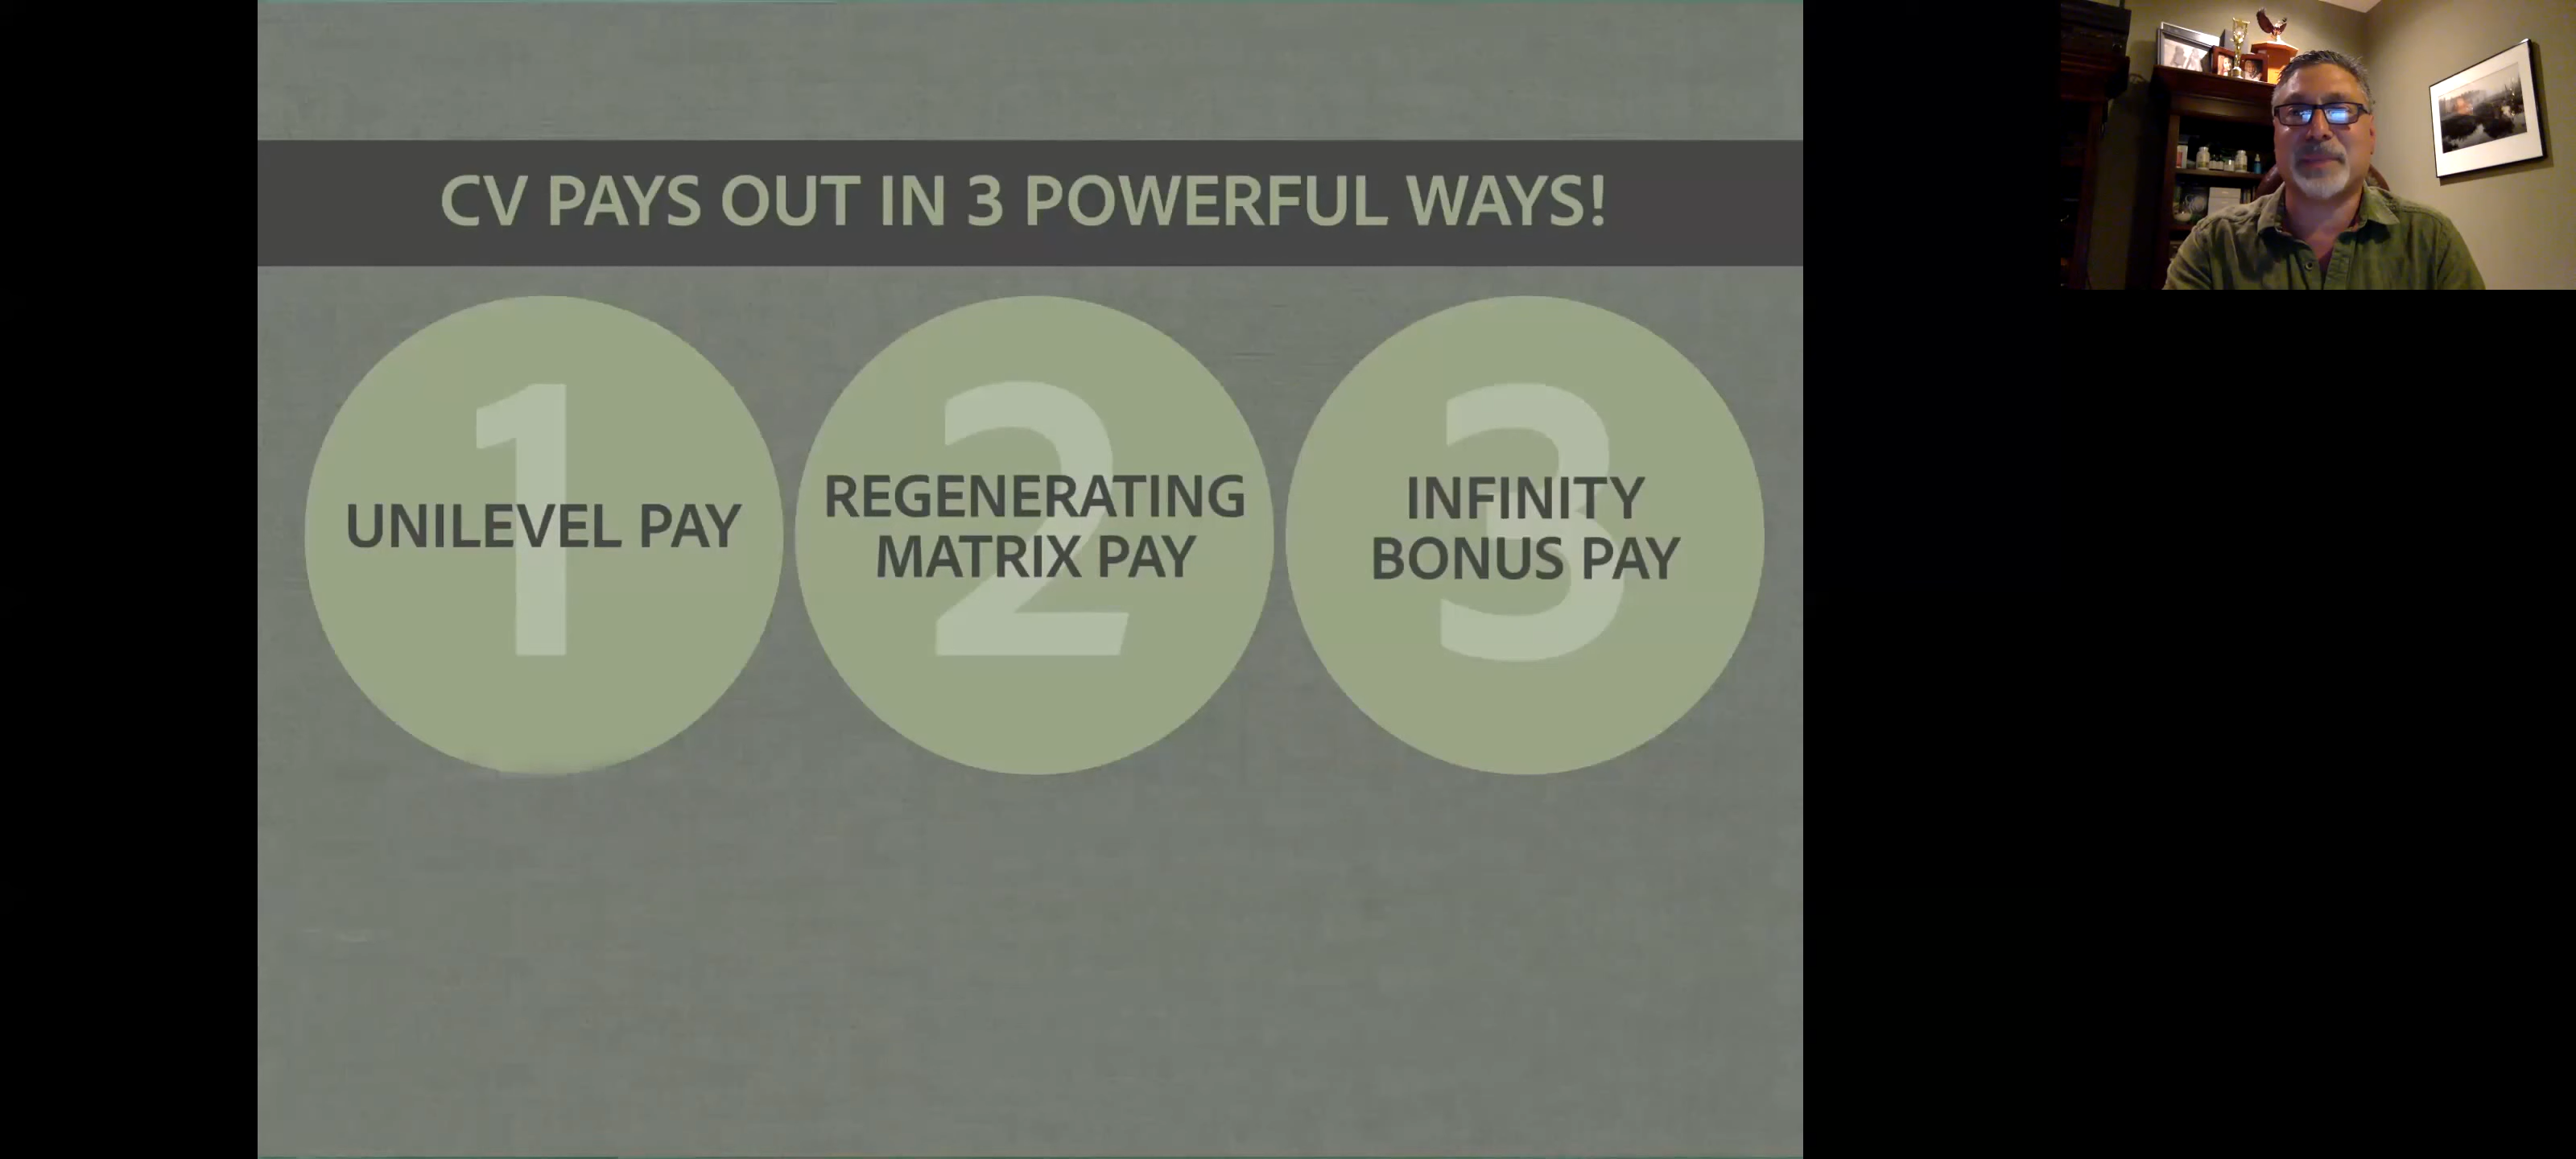 CV PAYS OUT IN 3 POWERFUL WAYS!
1
UNILEVEL PAY
2
REGENERATING
MATRIX PAY
3
INFINITY
BONUS PAY